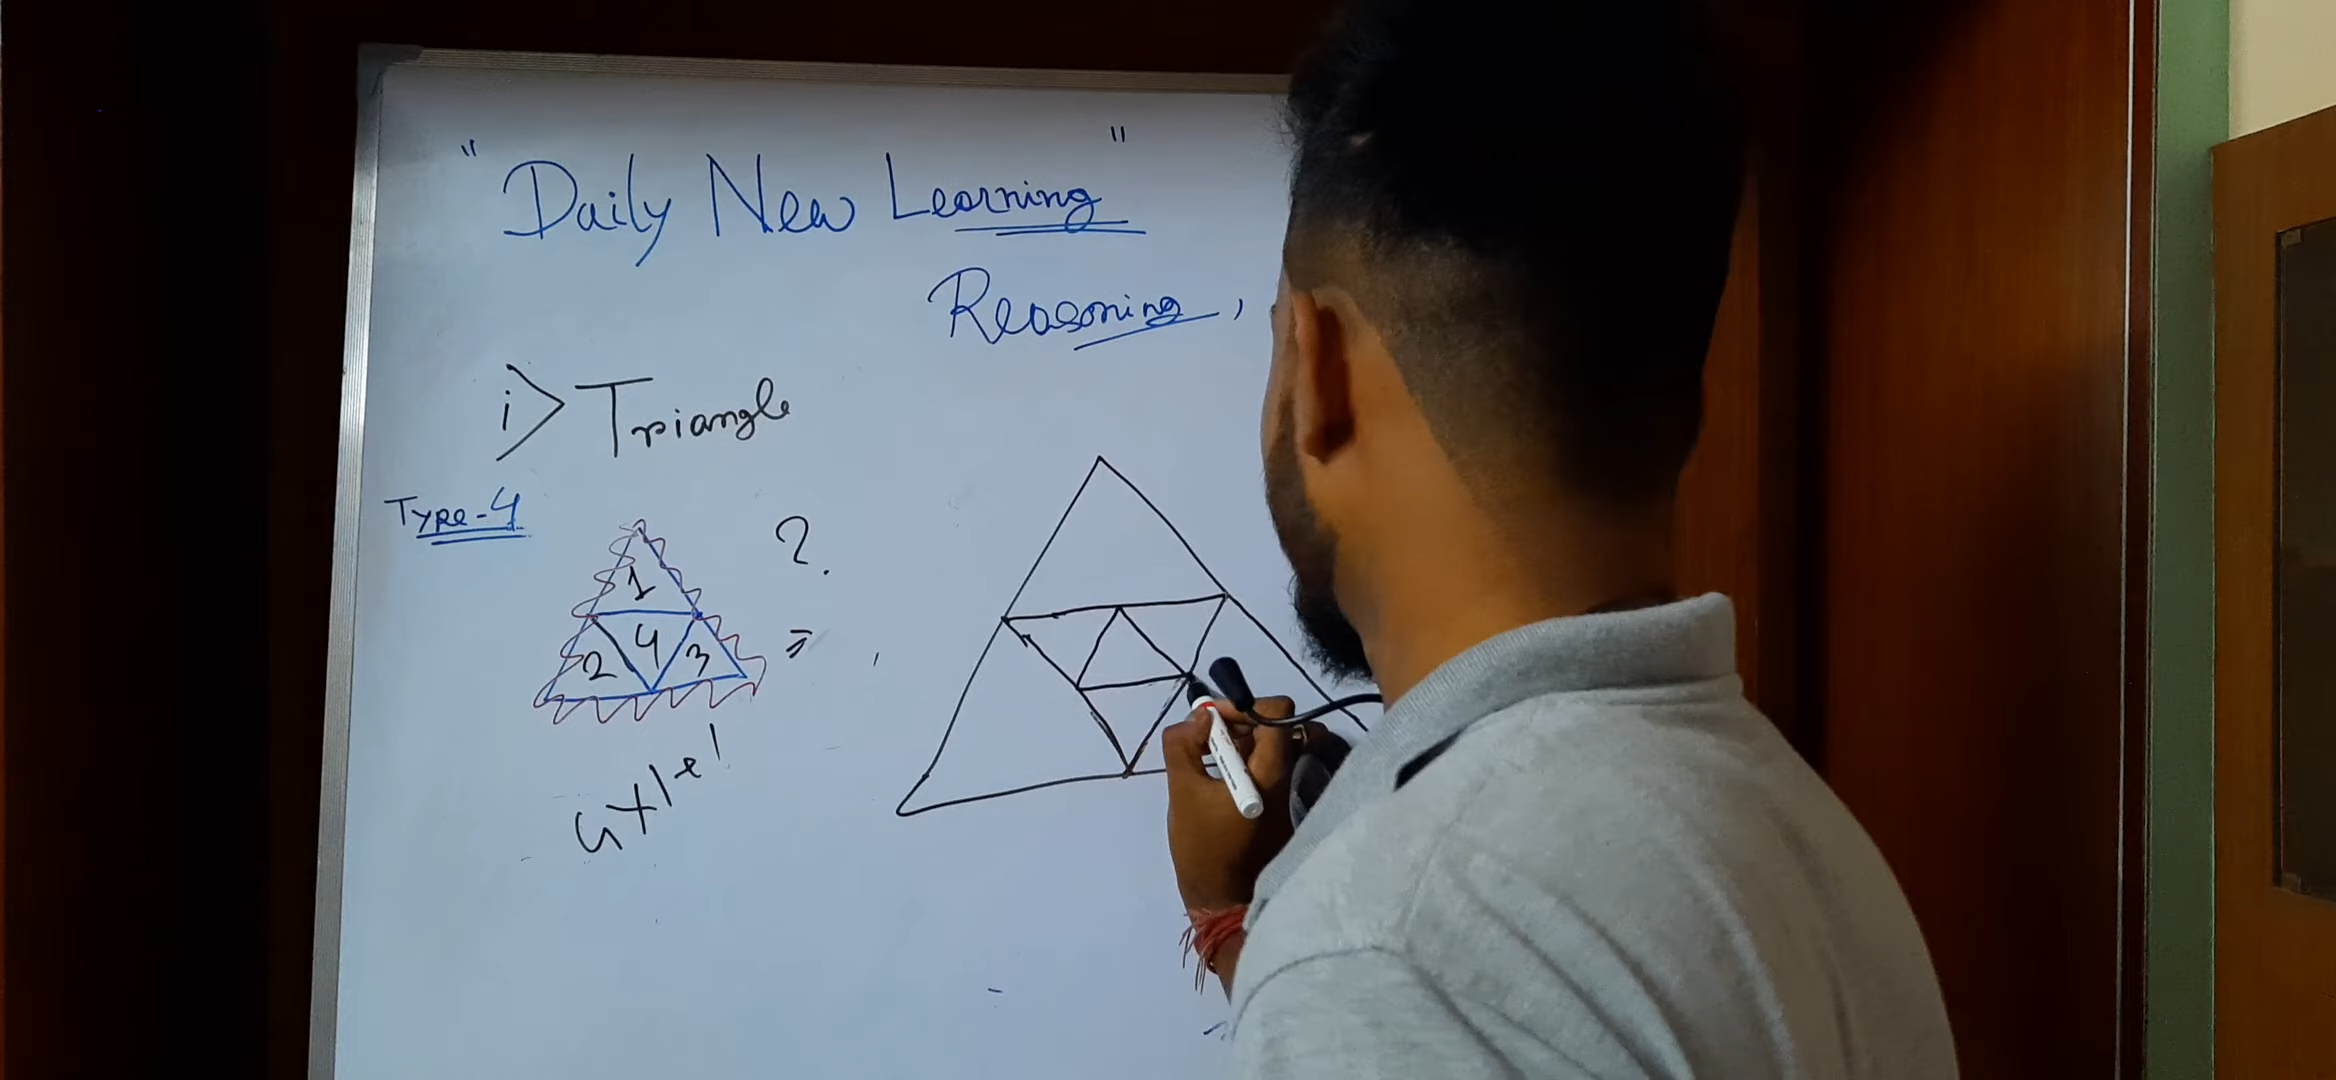 " Daily New Learning "
Reasoning,
i> Triangle
Type-4
?
1
2 4 3
=
4+1=